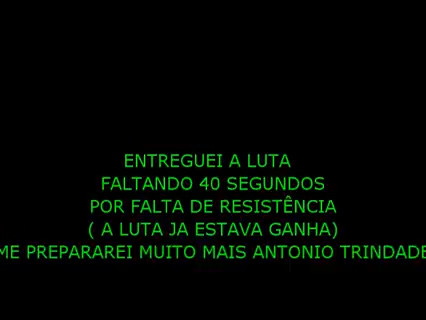 ENTREGUEI A LUTA
FALTANDO 40 SEGUNDOS
POR FALTA DE RESISTÊNCIA
( A LUTA JA ESTAVA GANHA)
ME PREPARAREI MUITO MAIS ANTONIO TRINDADE